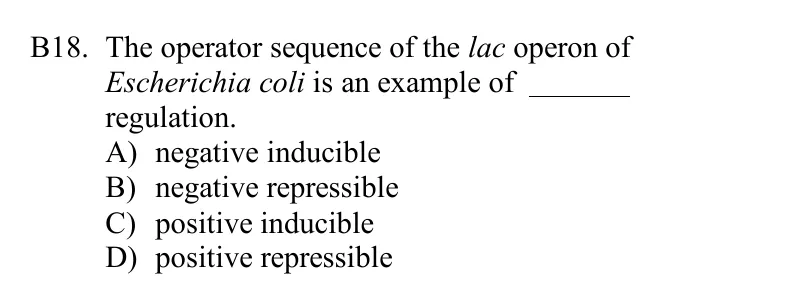 B18. The operator sequence of the lac operon of
Escherichia coli is an example of _______
regulation.
A) negative inducible
B) negative repressible
C) positive inducible
D) positive repressible